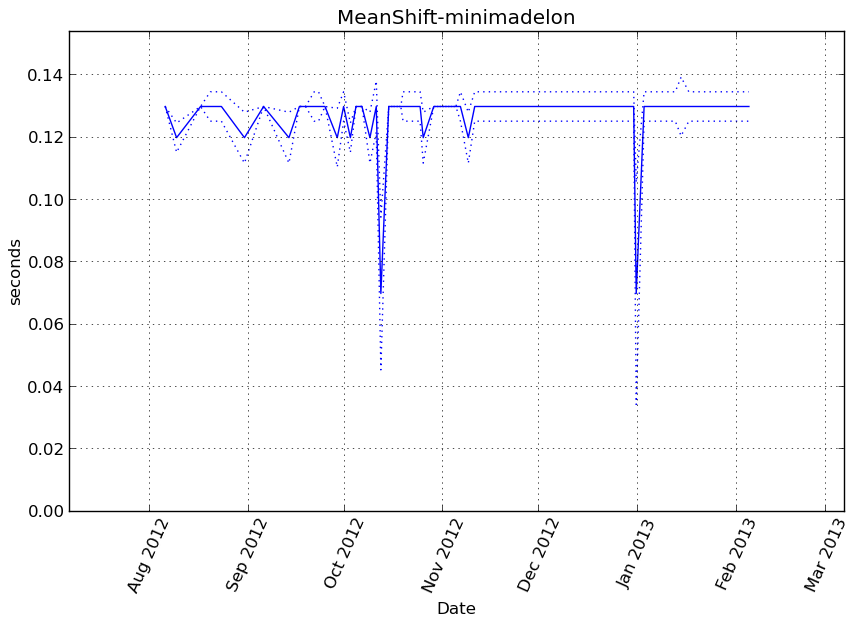 MeanShift-minimadelon
0.14
0.12
0.10
0.08
0.06
0.04
0.02
0.00
seconds
Aug 2012
Sep 2012
Oct 2012
Nov 2012
Dec 2012
Jan 2013
Feb 2013
Mar 2013
Date